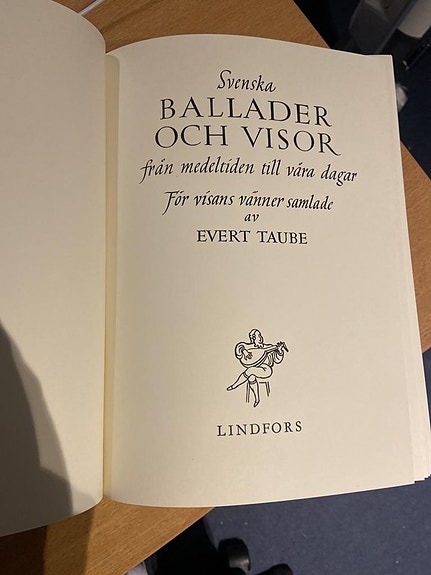 Svenska
BALLADER
OCH VISOR
från medeltiden till våra dagar
För visans vänner samlade
av
EVERT TAUBE
LINDFORS